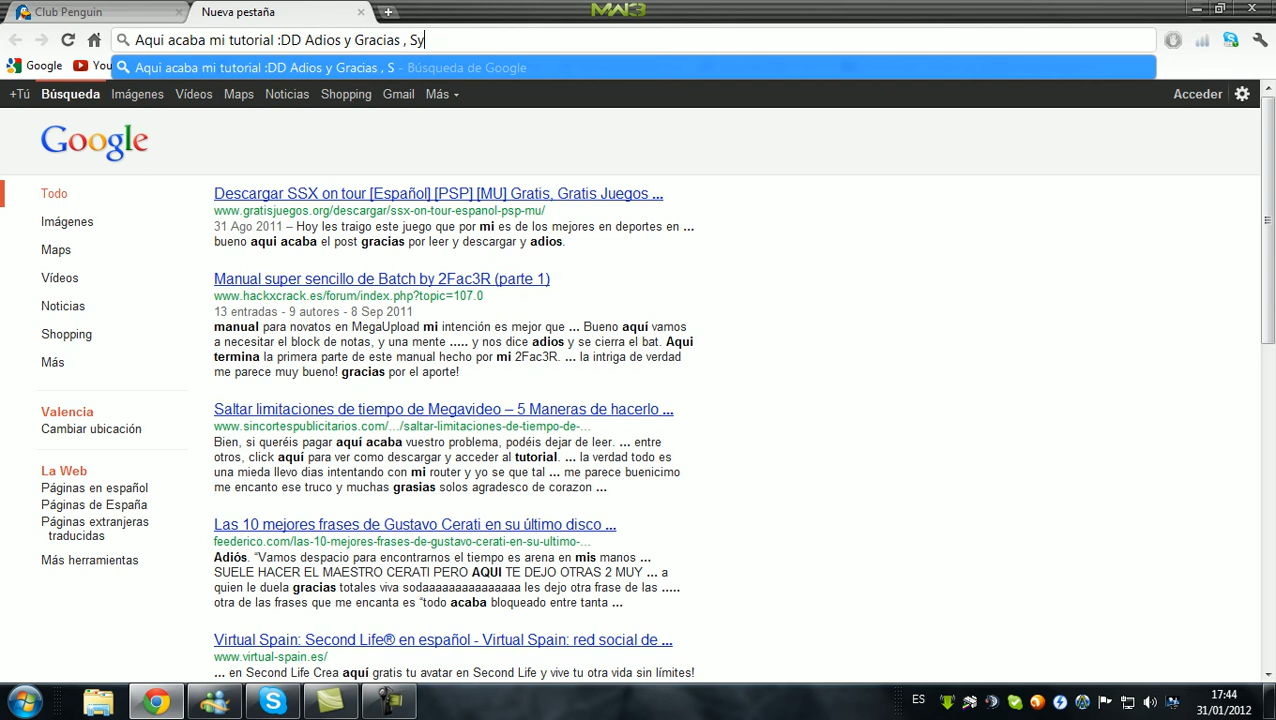 Club Penguin
Nueva pestaña
MW3
Aqui acaba mi tutorial :DD Adios y Gracias , Sy
Google
You
Aqui acaba mi tutorial :DD Adios y Gracias , S - Búsqueda de Google
+Tú Búsqueda Imágenes Vídeos Maps Noticias Shopping Gmail Más
Acceder
Google
Todo
Imágenes
Maps
Vídeos
Noticias
Shopping
Más
Valencia
Cambiar ubicación
La Web
Páginas en español
Páginas de España
Páginas extranjeras
traducidas
Más herramientas
Descargar SSX on tour [Español] [PSP] [MU] Gratis, Gratis Juegos ...
www.gratisjuegos.org/descargar/ssx-on-tour-espanol-psp-mu/
31 Ago 2011 – Hoy les traigo este juego que por mi es de los mejores en deportes en ...
bueno aqui acaba el post gracias por leer y descargar y adios.
Manual super sencillo de Batch by 2Fac3R (parte 1)
www.hackxcrack.es/forum/index.php?topic=107.0
13 entradas - 9 autores - 8 Sep 2011
manual para novatos en MegaUpload mi intención es mejor que ... Bueno aquí vamos
a necesitar el block de notas, y una mente ..... y nos dice adios y se cierra el bat. Aqui
termina la primera parte de este manual hecho por mi 2Fac3R. ... la intriga de verdad
me parece muy bueno! gracias por el aporte!
Saltar limitaciones de tiempo de Megavideo – 5 Maneras de hacerlo ...
www.sincortespublicitarios.com/.../saltar-limitaciones-de-tiempo-de-...
Bien, si queréis pagar aquí acaba vuestro problema, podéis dejar de leer. ... entre
otros, click aquí para ver como descargar y acceder al tutorial. ... la verdad todo es
una mieda llevo dias intentando con mi router y yo se que tal ... me parece buenicimo
me encanto ese truco y muchas grasias solos agradesco de corazon ...
Las 10 mejores frases de Gustavo Cerati en su último disco ...
feederico.com/las-10-mejores-frases-de-gustavo-cerati-en-su-ultimo-...
Adiós. “Vamos despacio para encontrarnos el tiempo es arena en mis manos ...
SUELE HACER EL MAESTRO CERATI PERO AQUI TE DEJO OTRAS 2 MUY ... a
quien le duela gracias totales viva sodaaaaaaaaaaaaaa les dejo otra frase de las .....
otra de las frases que me encanta es “todo acaba bloqueado entre tanta ...
Virtual Spain: Second Life® en español - Virtual Spain: red social de ...
www.virtual-spain.es/
... en Second Life Crea aquí gratis tu avatar en Second Life y vive tu otra vida sin límites!
ES
17:44
31/01/2012